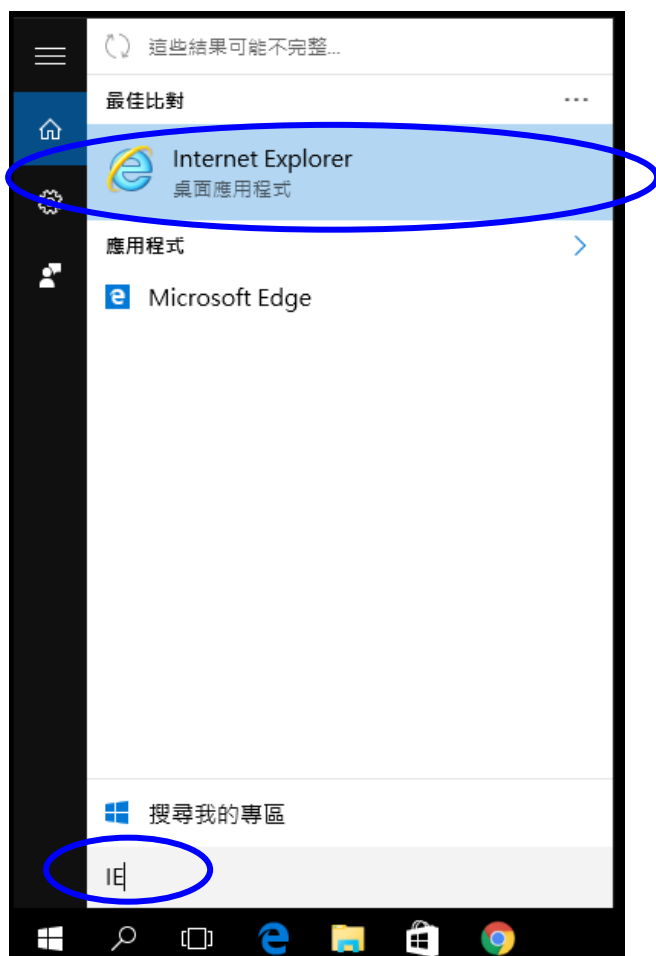 這些結果可能不完整...
最佳比對
Internet Explorer
桌面應用程式
應用程式
Microsoft Edge
搜尋我的專區
IE